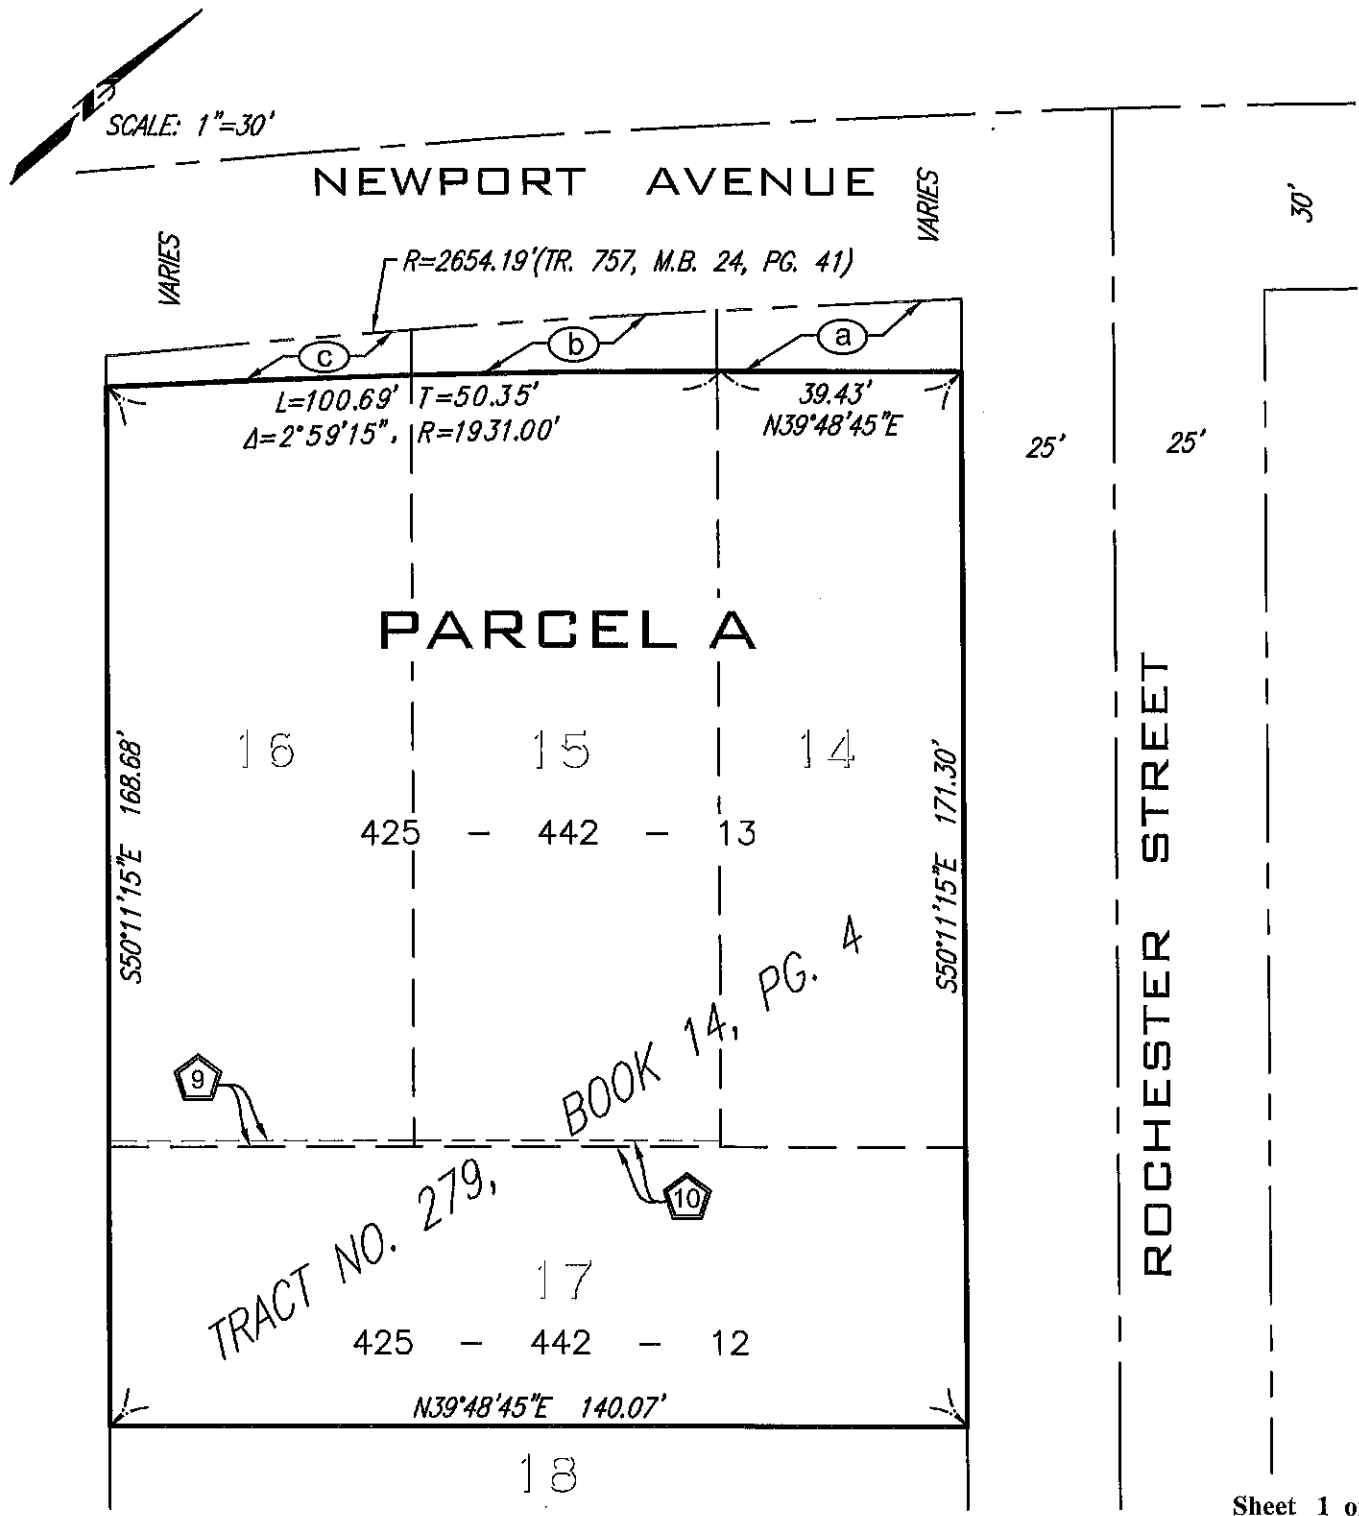 SCALE: 1"=30'
NEWPORT AVENUE
VARIES
VARIES
30'
R=2654.19'(TR. 757, M.B. 24, PG. 41)
c
b
a
L=100.69' T=50.35'
Δ=2°59'15", R=1931.00'
39.43'
N39°48'45"E
25'
25'
PARCEL A
16
15
14
425 - 442 - 13
S50°11'15"E 168.68'
S50°11'15"E 171.30'
ROCHESTER STREET
9
10
TRACT NO. 279, BOOK 14, PG. 4
17
425 - 442 - 12
N39°48'45"E 140.07'
18
Sheet 1 o